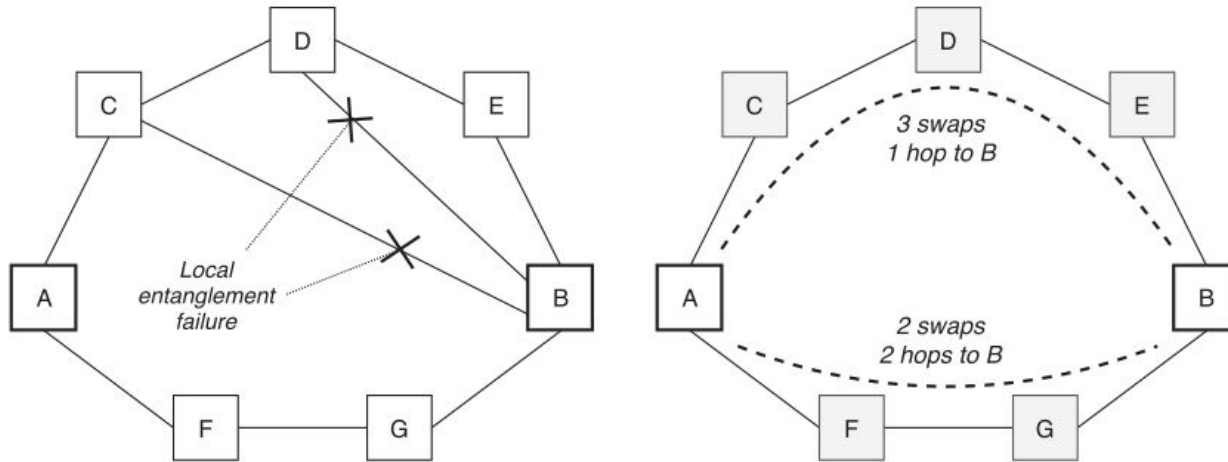 D
C
E
Local
entanglement
failure
A
B
F
G
D
C
E
3 swaps
1 hop to B
A
B
2 swaps
2 hops to B
F
G